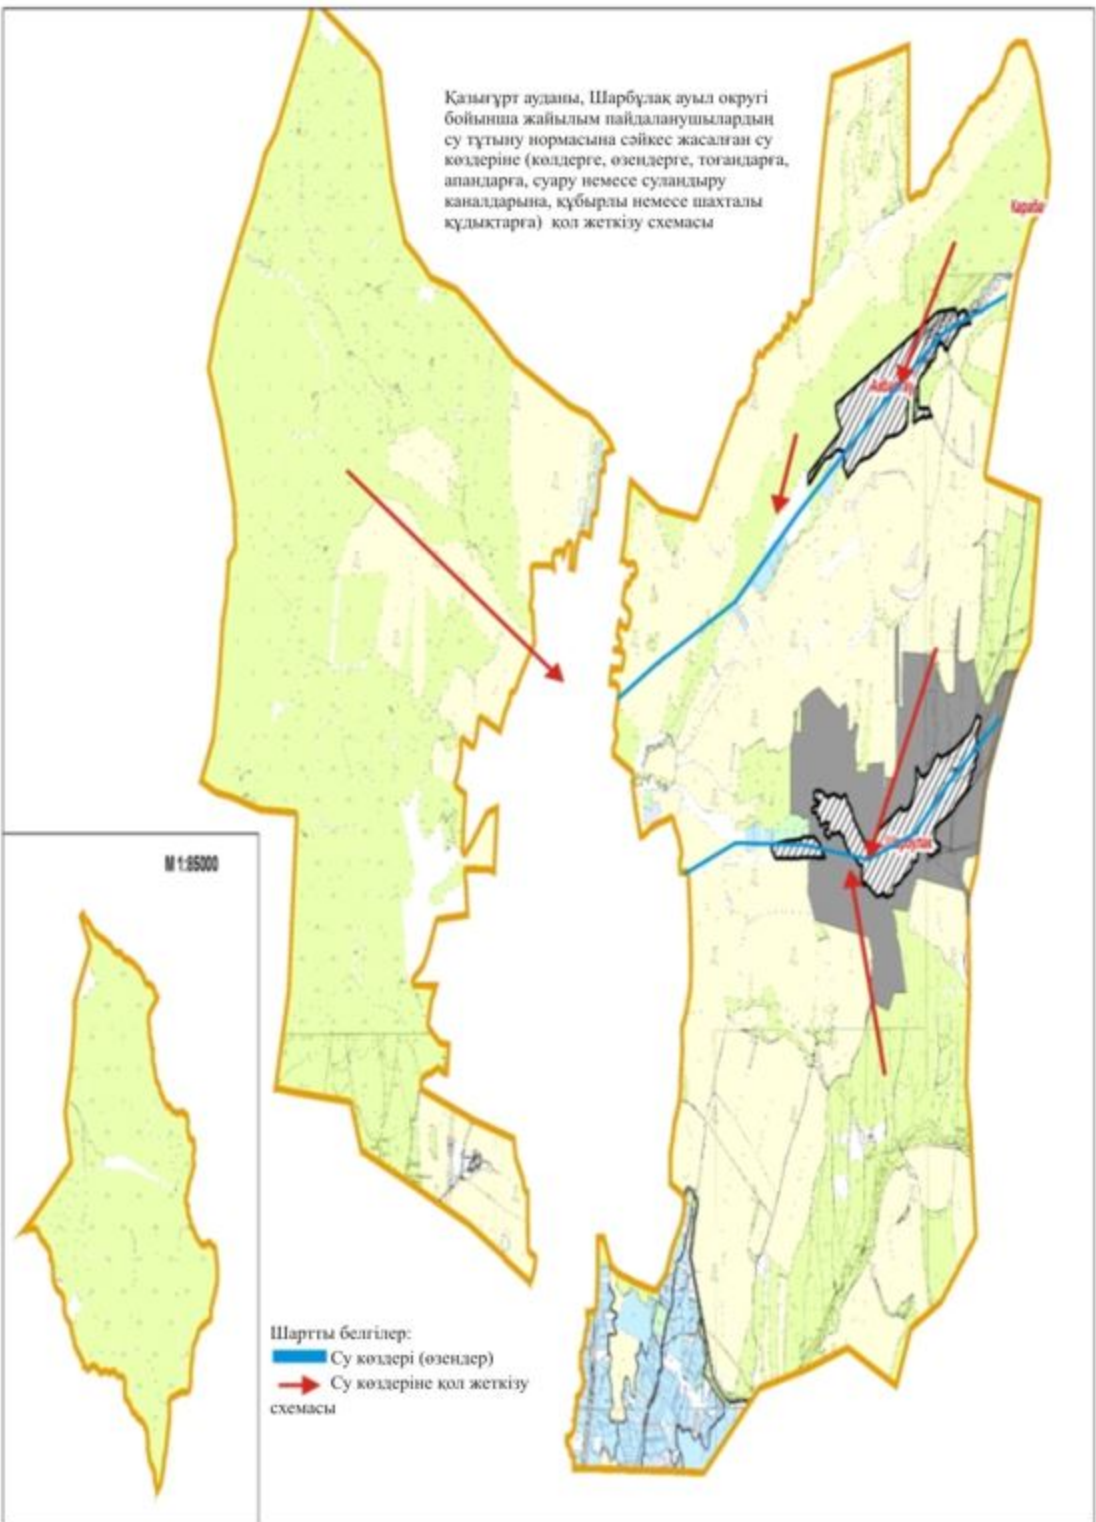 Қазығұрт ауданы, Шарбұлақ ауыл округі
бойынша жайылым пайдаланушылардың
су тұтыну нормасына сәйкес жасалған су
көздеріне (көлдерге, өзендерге, тоғандарға,
апандарға, суару немесе суландыру
каналдарына, құбырлы немесе шахталы
құдықтарға) қол жеткізу схемасы
Караба
М 1:85000
Шартты белгілер:
Су көздері (өзендер)
Су көздеріне қол жеткізу
схемасы